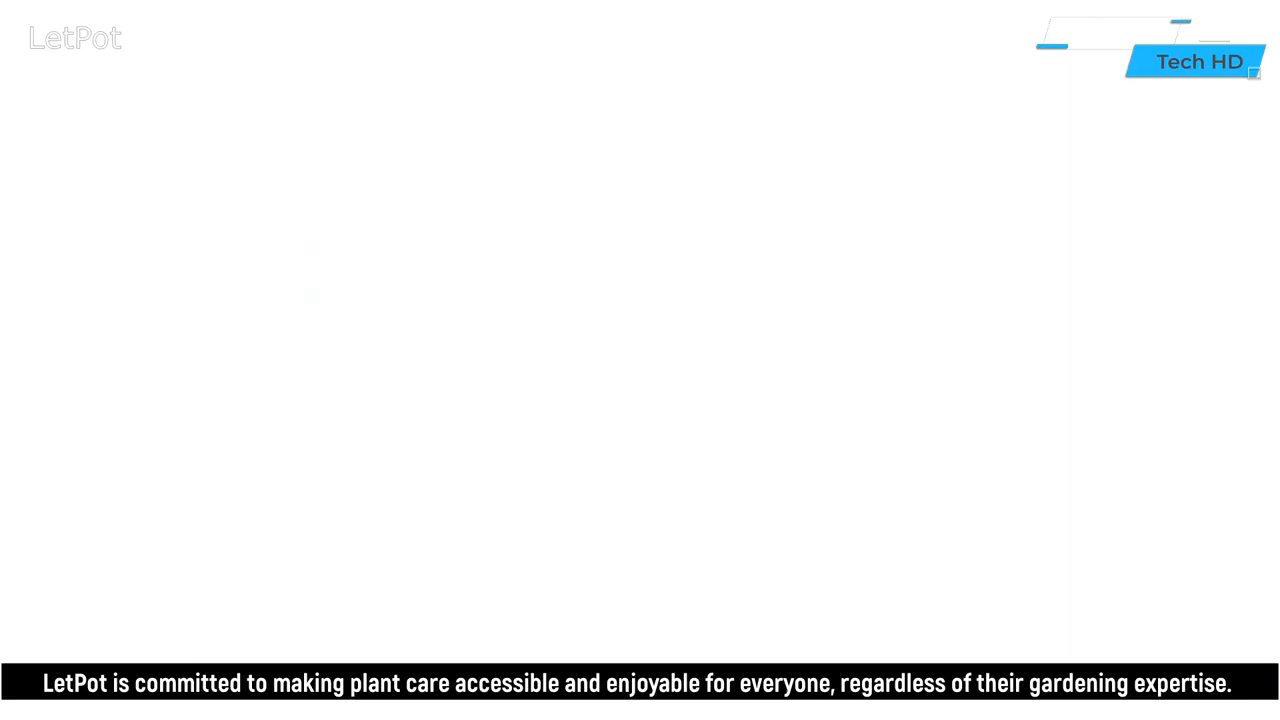 LetPot
Tech HD
LetPot is committed to making plant care accessible and enjoyable for everyone, regardless of their gardening expertise.